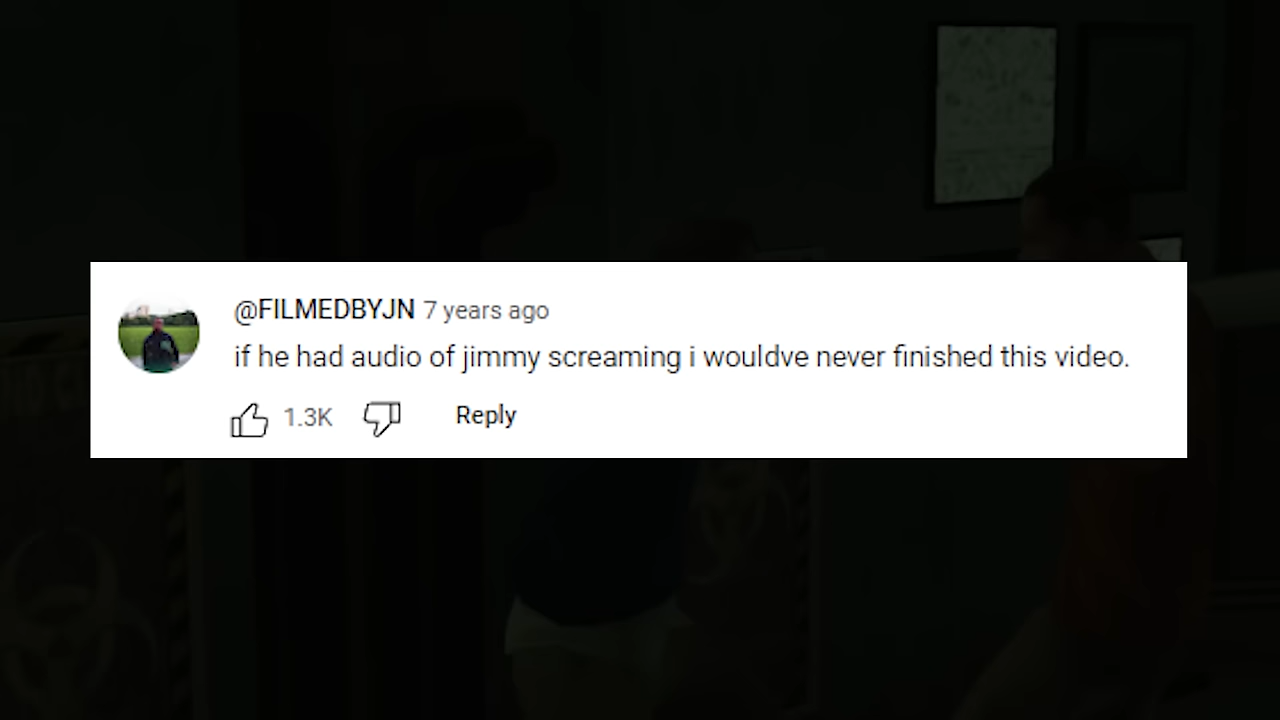 @FILMEDBYJN 7 years ago
if he had audio of jimmy screaming i wouldve never finished this video.
1.3K Reply